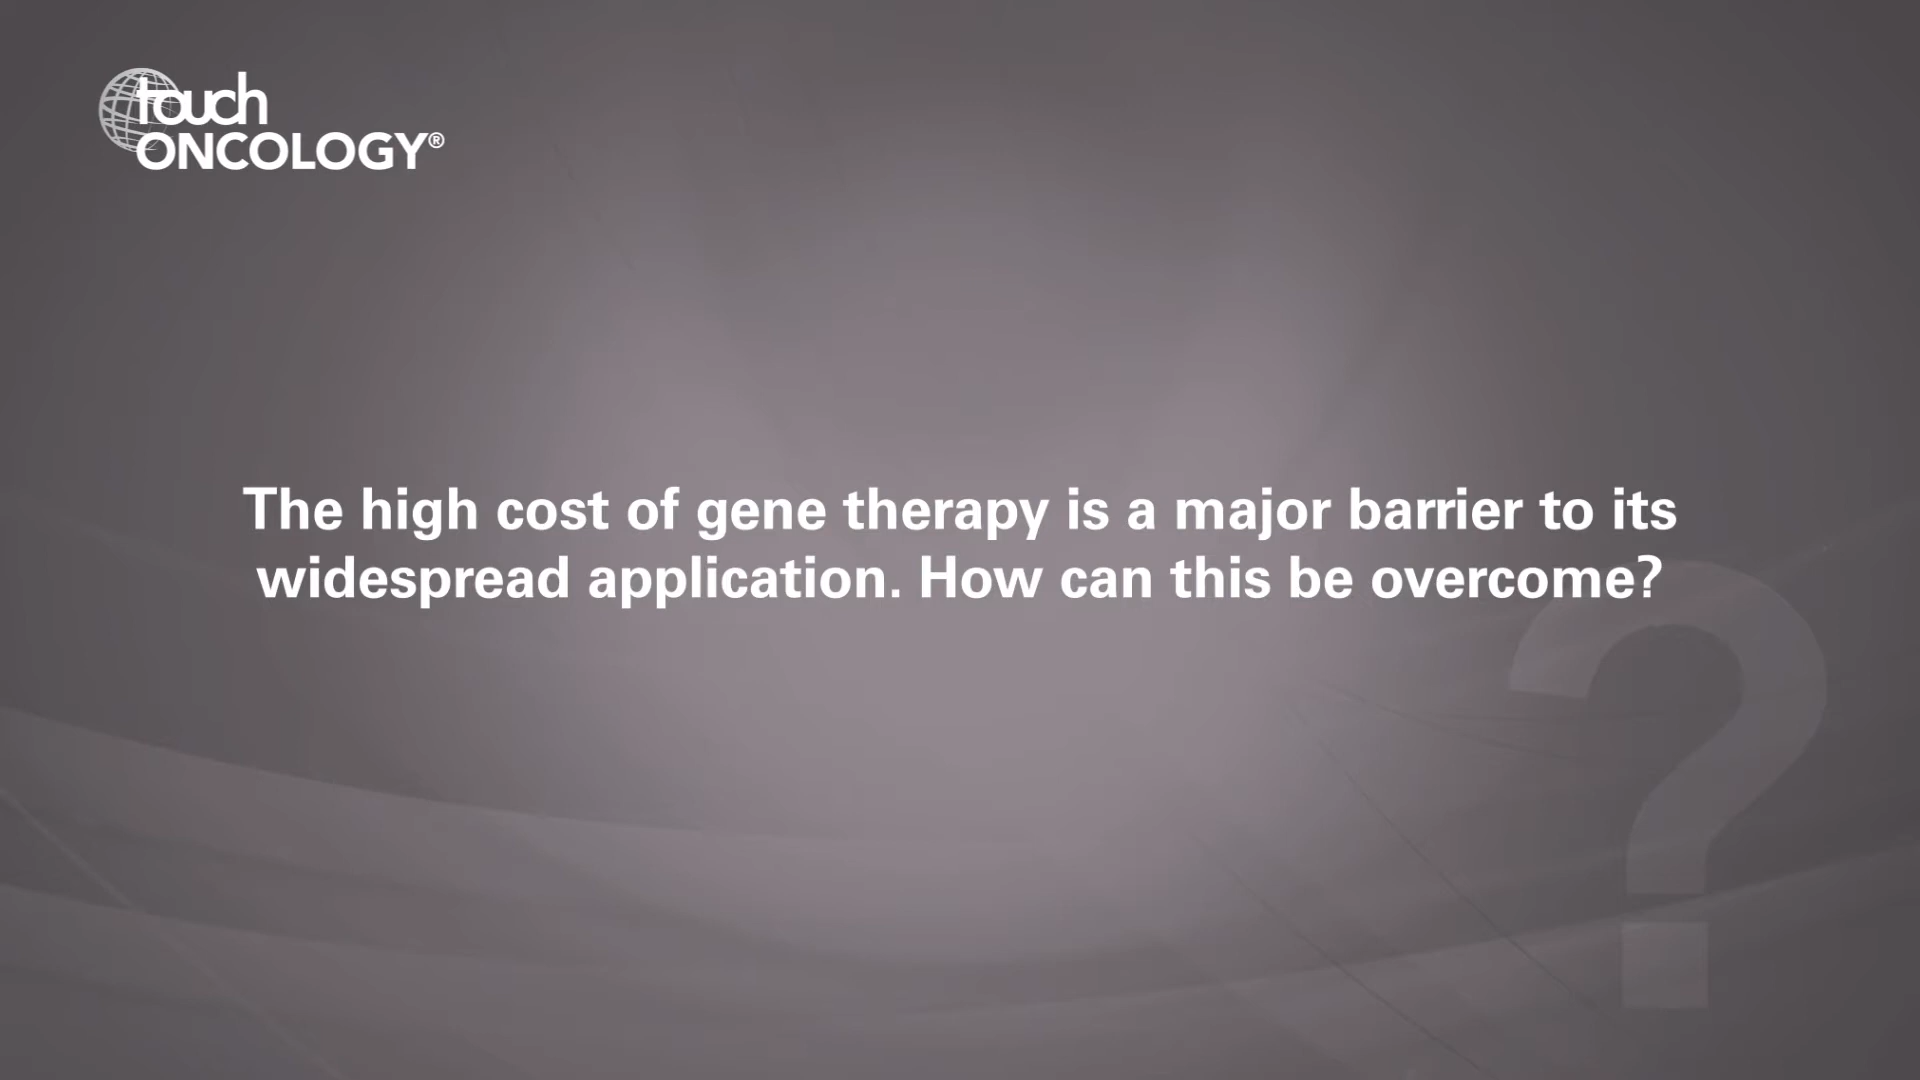 touch
ONCOLOGY®
The high cost of gene therapy is a major barrier to its
widespread application. How can this be overcome?
?